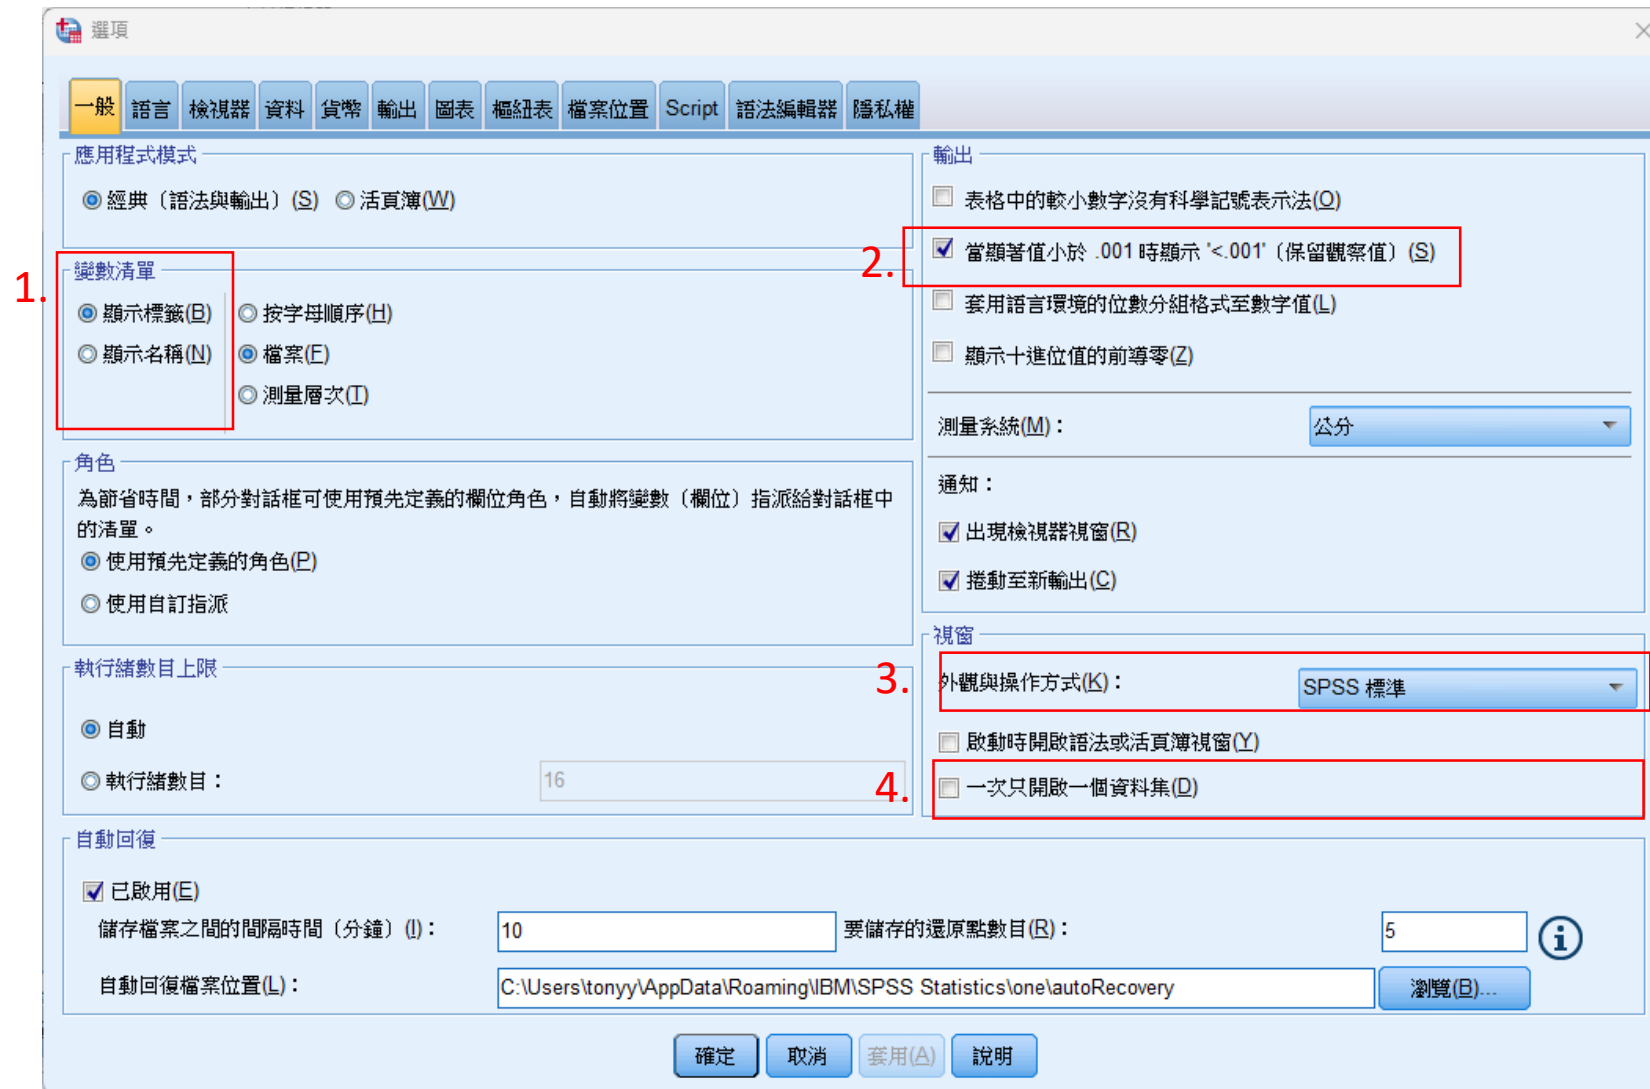 選項
一般 語言 檢視器 資料 貨幣 輸出 圖表 樞紐表 檔案位置 Script 語法編輯器 隱私權
應用程式模式
經典（語法與輸出）(S) 活頁簿(W)
1.
變數清單
顯示標籤(B) 按字母順序(H)
顯示名稱(N) 檔案(F)
測量層次(T)
角色
為節省時間，部分對話框可使用預先定義的欄位角色，自動將變數（欄位）指派給對話框中
的清單。
使用預先定義的角色(P)
使用自訂指派
執行緒數目上限
自動
執行緒數目： 16
輸出
表格中的較小數字沒有科學記號表示法(O)
2.
當顯著值小於 .001 時顯示 '<.001'（保留觀察值）(S)
套用語言環境的位數分組格式至數字值(L)
顯示十進位值的前導零(Z)
測量系統(M)： 公分
通知：
出現檢視器視窗(R)
捲動至新輸出(C)
視窗
3.
外觀與操作方式(K)： SPSS 標準
啟動時開啟語法或活頁簿視窗(Y)
4.
一次只開啟一個資料集(D)
自動回復
已啟用(E)
儲存檔案之間的間隔時間（分鐘）(I)： 10 要儲存的還原點數目(R)： 5
自動回復檔案位置(L)： C:\Users\tonyy\AppData\Roaming\IBM\SPSS Statistics\one\autoRecovery 瀏覽(B)...
確定 取消 套用(A) 說明